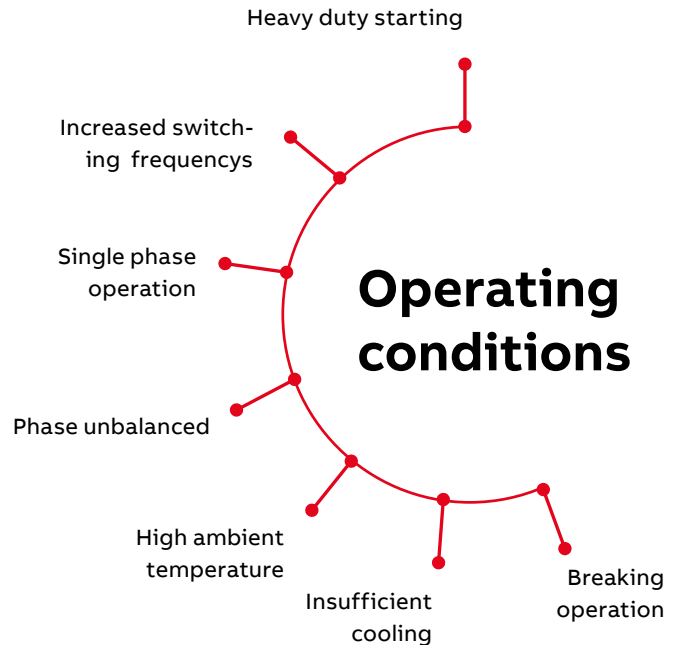 Heavy duty starting
Increased switch-
ing frequencys
Single phase
operation
Operating
conditions
Phase unbalanced
High ambient
temperature
Insufficient
cooling
Breaking
operation